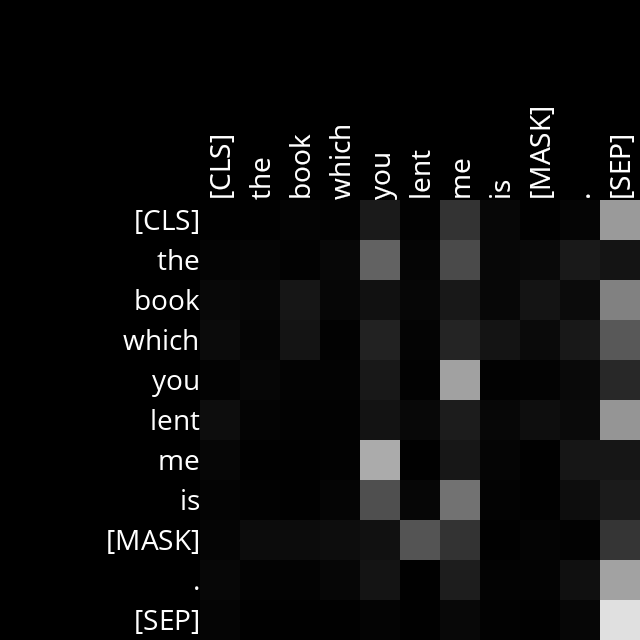 [CLS] the book which you lent me is [MASK] . [SEP]
[CLS]
the
book
which
you
lent
me
is
[MASK]
.
[SEP]